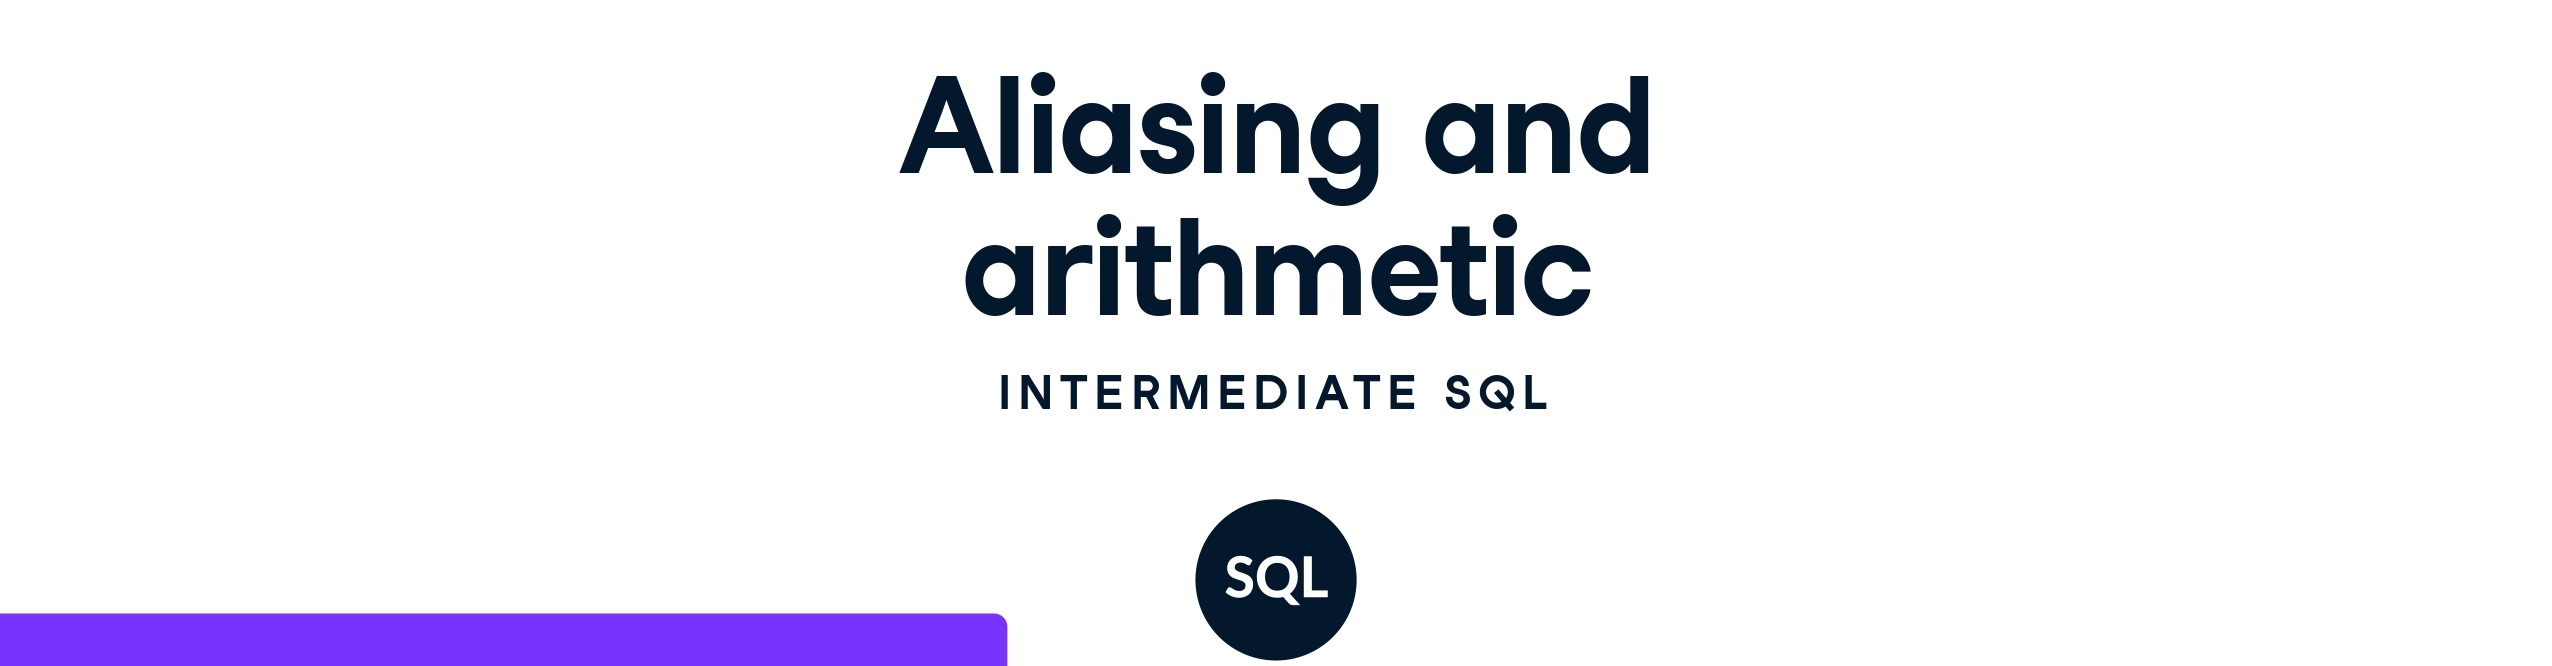 Aliasing and
arithmetic
INTERMEDIATE SQL
SQL